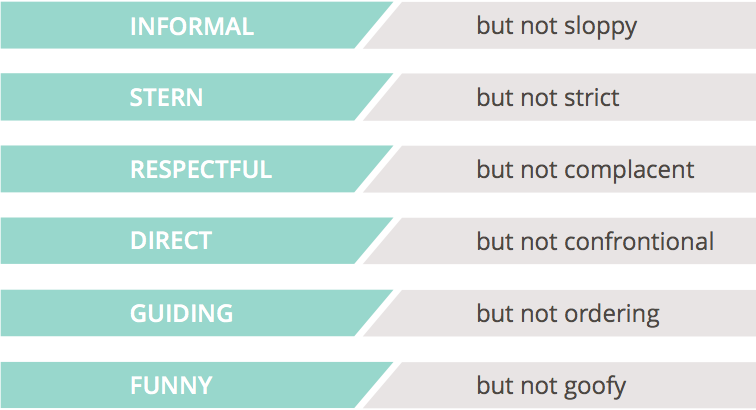 INFORMAL but not sloppy
STERN but not strict
RESPECTFUL but not complacent
DIRECT but not confrontional
GUIDING but not ordering
FUNNY but not goofy